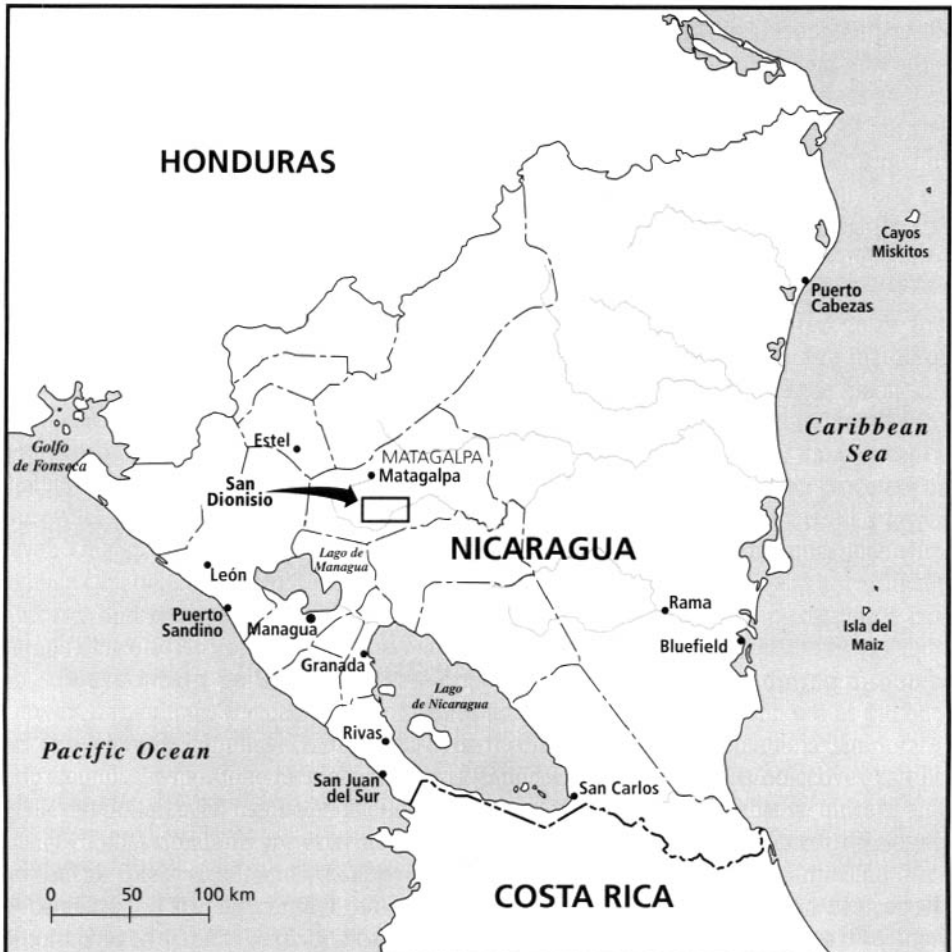 HONDURAS
Cayos
Miskitos
Puerto
Cabezas
Golfo
de Fonseca
Caribbean
Sea
Estel
MATAGALPA
Matagalpa
San
Dionisio
NICARAGUA
Lago de
Managua
León
Puerto
Sandino
Managua
Granada
Rama
Bluefield
Isla del
Maiz
Lago
de Nicaragua
Rivas
Pacific Ocean
San Juan
del Sur
San Carlos
0 50 100 km
COSTA RICA